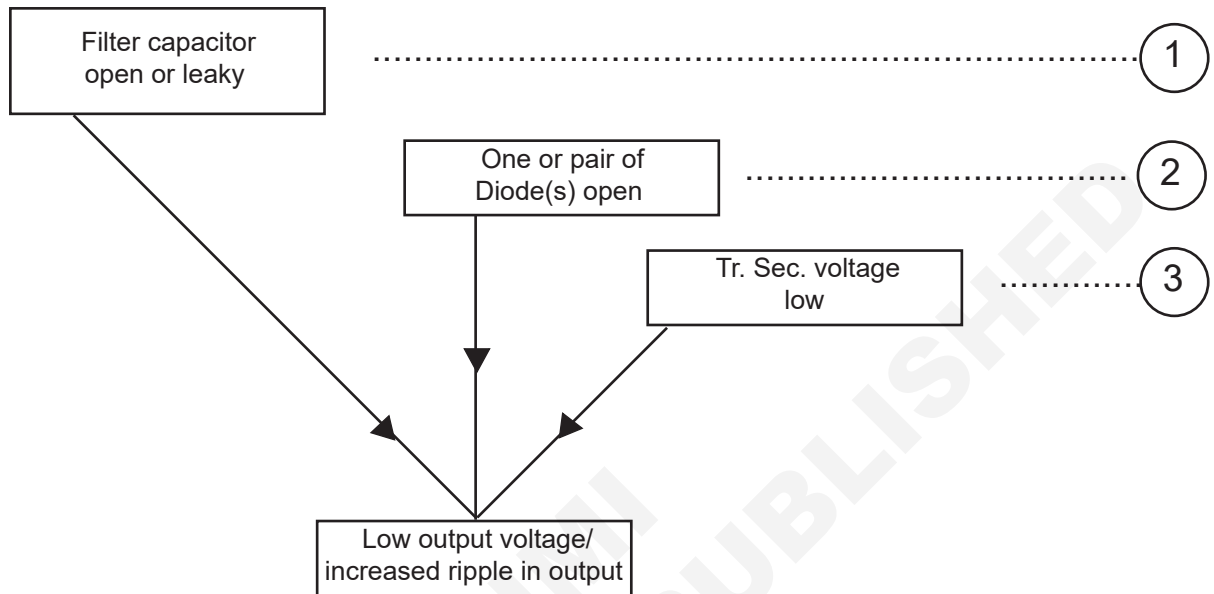 Filter capacitor
open or leaky
1
One or pair of
Diode(s) open
2
Tr. Sec. voltage
low
3
Low output voltage/
increased ripple in output
PUBLISHED